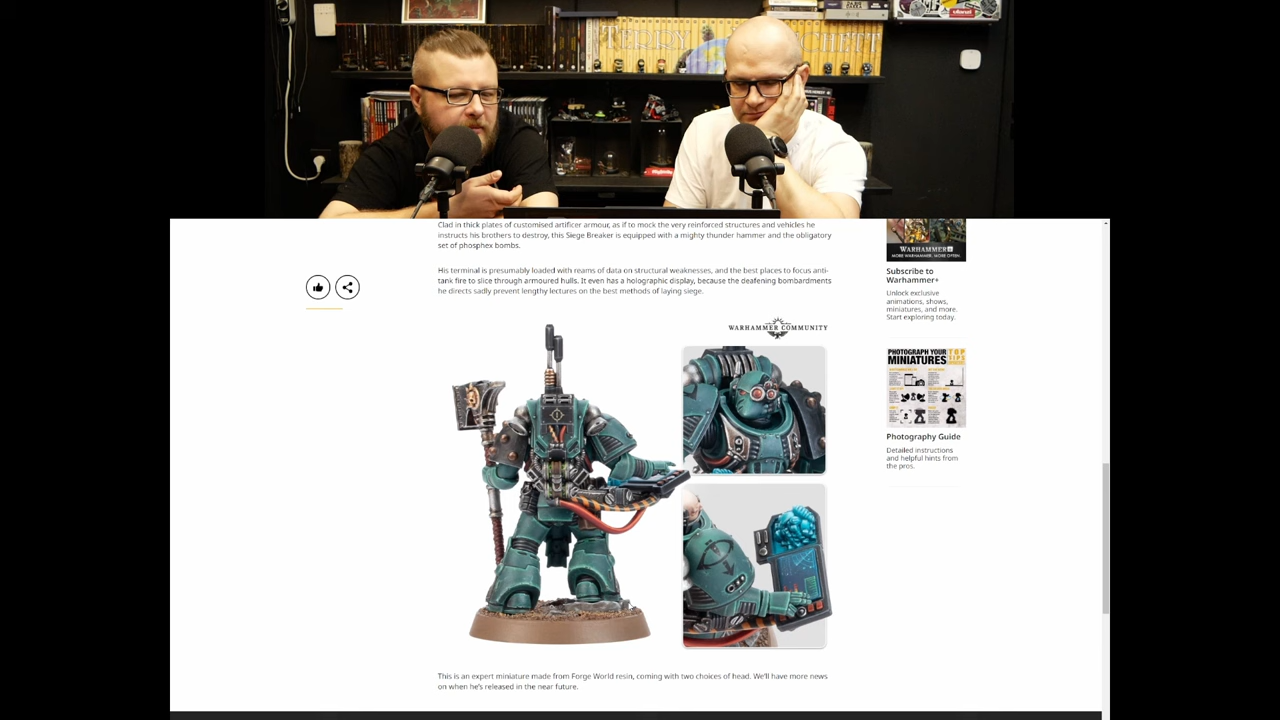 TERRY
Clad in thick plates of customised artificer armour, as if to mock the very reinforced structures and vehicles he
instructs his brothers to destroy, this Siege Breaker is equipped with a mighty thunder hammer and the obligatory
set of phosphex bombs.
His terminal is presumably loaded with reams of data on structural weaknesses, and the best places to focus anti-
tank fire to slice through armoured hulls. It even has a holographic display, because the deafening bombardments
he directs sadly prevent lengthy lectures on the best methods of laying siege.
WARHAMMER COMMUNITY
This is an expert miniature made from Forge World resin, coming with two choices of head. We'll have more news
on when he's released in the near future.
WARHAMMER+
MORE WARHAMMER. MORE OFTEN.
Subscribe to
Warhammer+
Unlock exclusive
animations, shows,
miniatures, and more.
Start exploring today.
PHOTOGRAPH YOUR
MINIATURES
TOP
TIPS
Photography Guide
Detailed instructions
and helpful hints from
the pros.